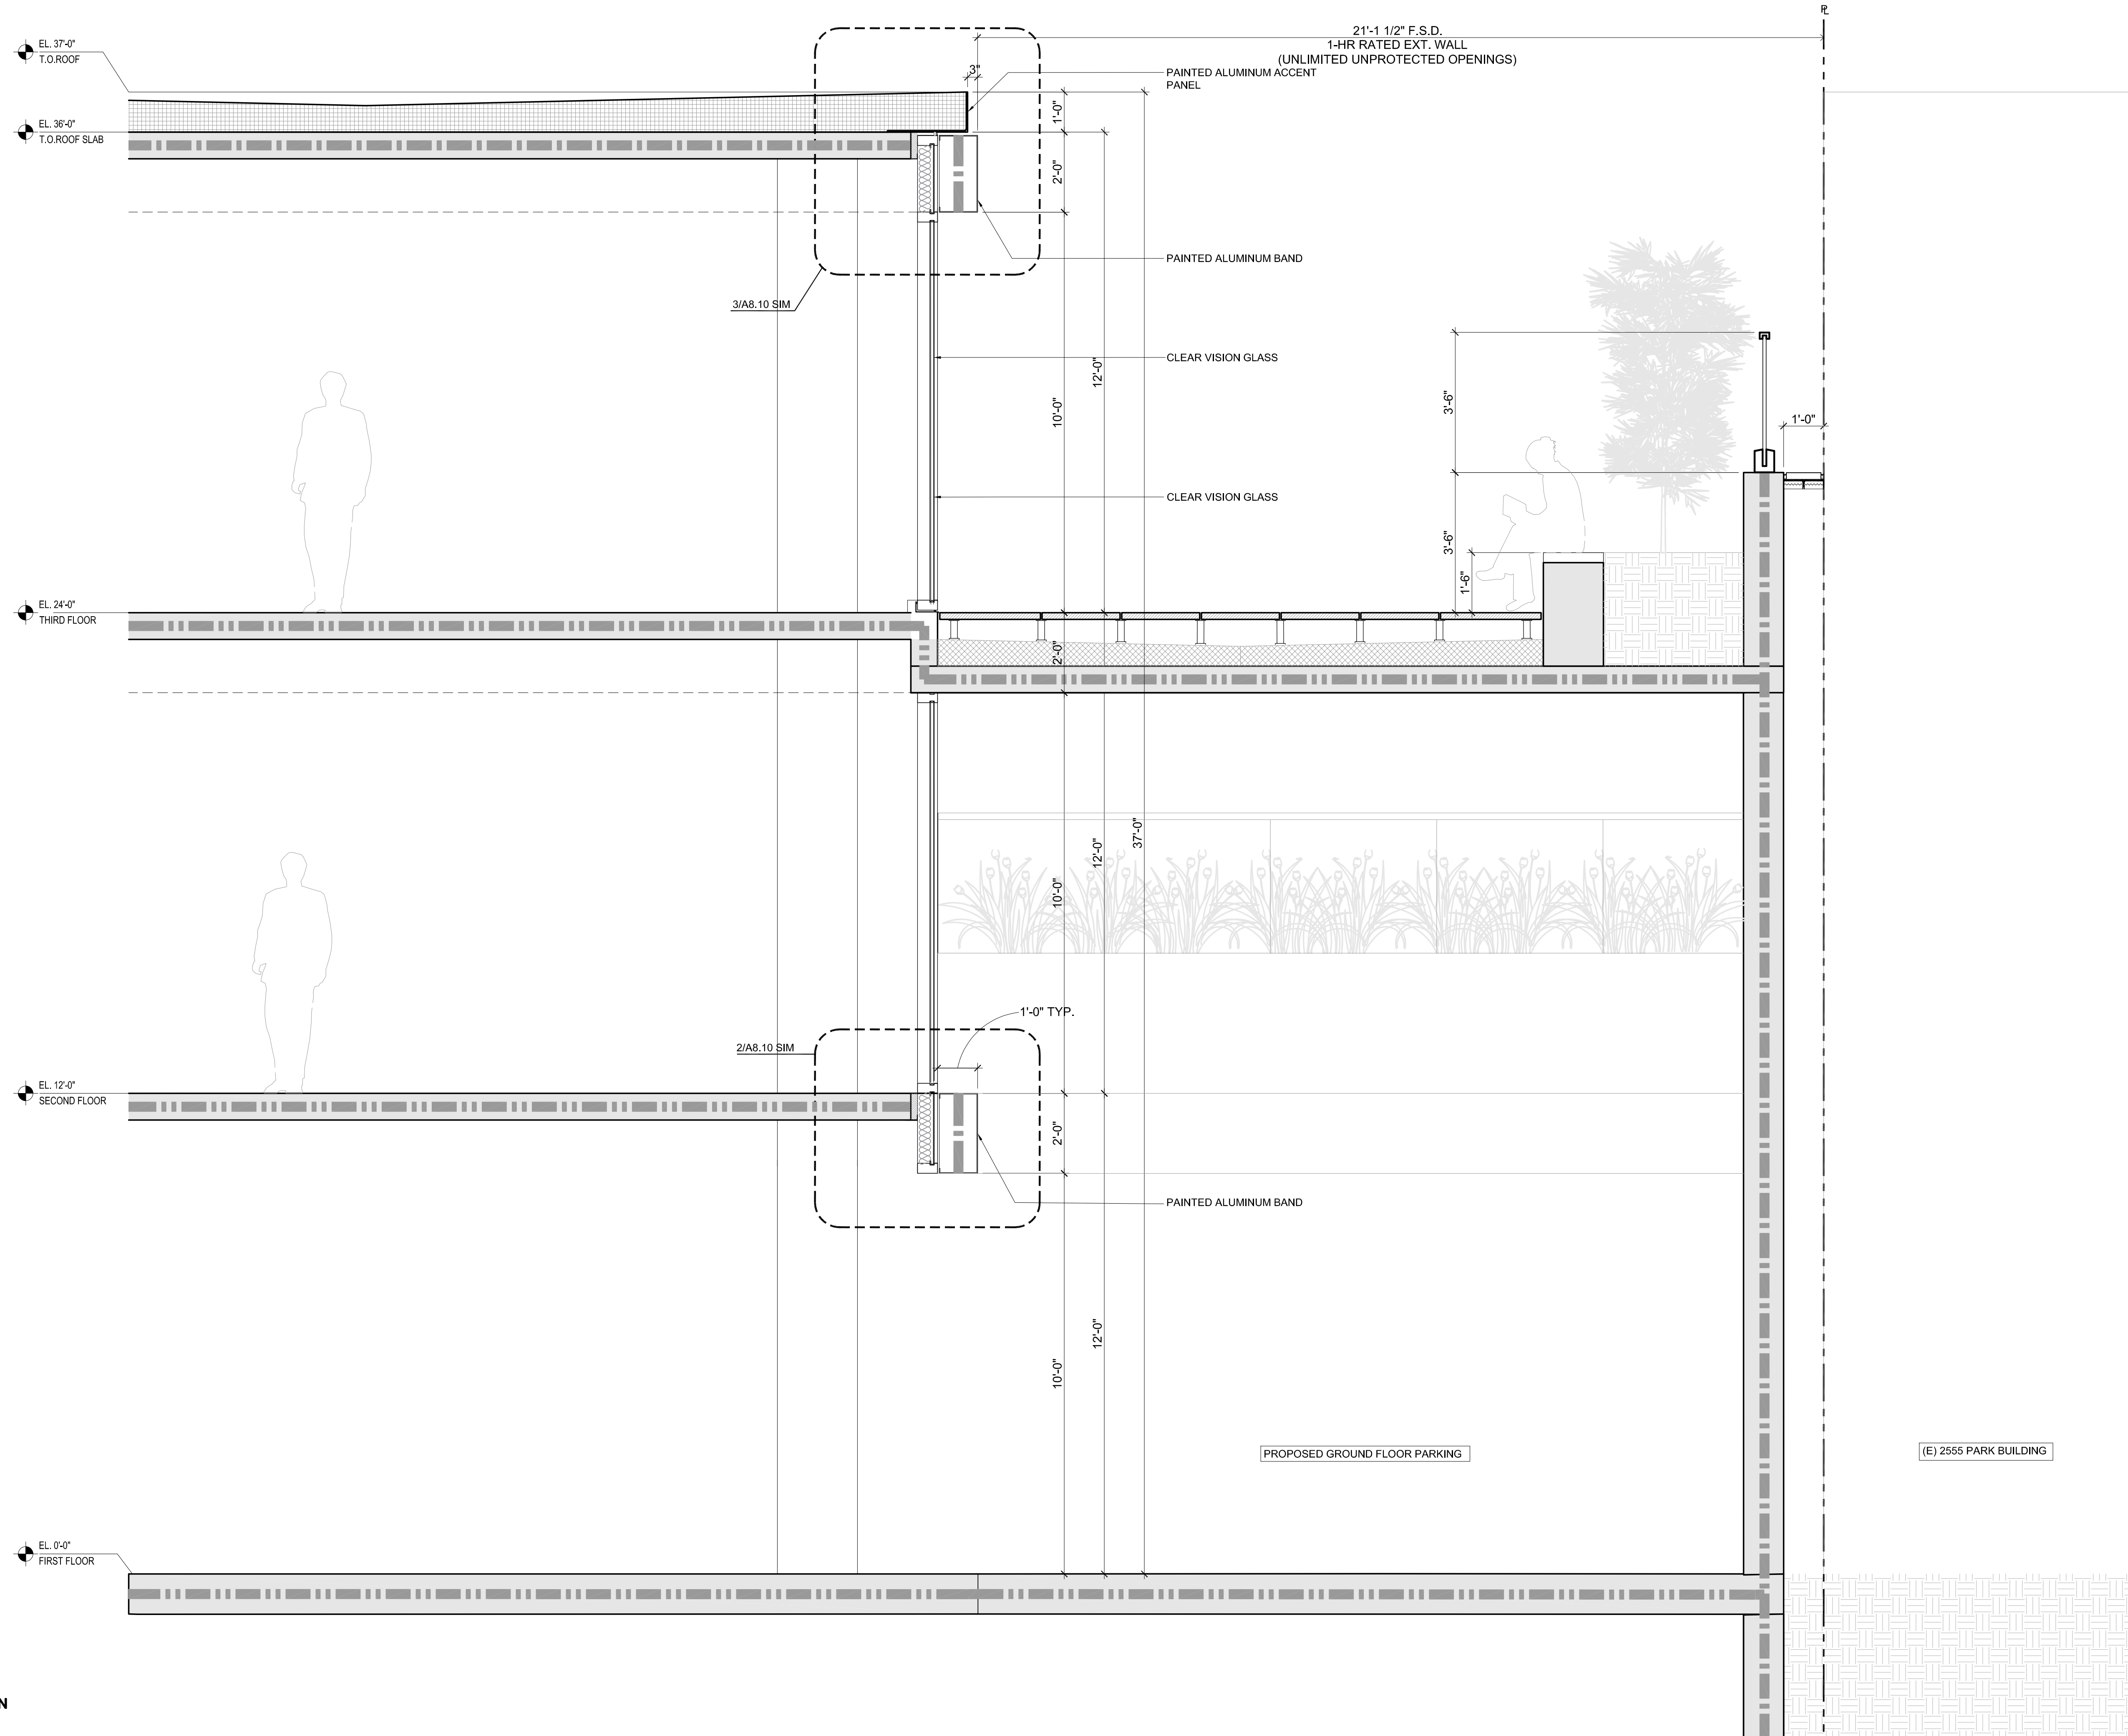 PL
21'-1 1/2" F.S.D.
1-HR RATED EXT. WALL
(UNLIMITED UNPROTECTED OPENINGS)
EL. 37'-0"
T.O.ROOF
3"
PAINTED ALUMINUM ACCENT
PANEL
1'-0"
EL. 36'-0"
T.O.ROOF SLAB
2'-0"
PAINTED ALUMINUM BAND
3/A8.10 SIM
CLEAR VISION GLASS
12'-0"
10'-0"
3'-6"
1'-0"
CLEAR VISION GLASS
3'-6"
1'-6"
EL. 24'-0"
THIRD FLOOR
2'-0"
37'-0"
12'-0"
10'-0"
1'-0" TYP.
2/A8.10 SIM
EL. 12'-0"
SECOND FLOOR
2'-0"
PAINTED ALUMINUM BAND
12'-0"
10'-0"
PROPOSED GROUND FLOOR PARKING
(E) 2555 PARK BUILDING
EL. 0'-0"
FIRST FLOOR
N